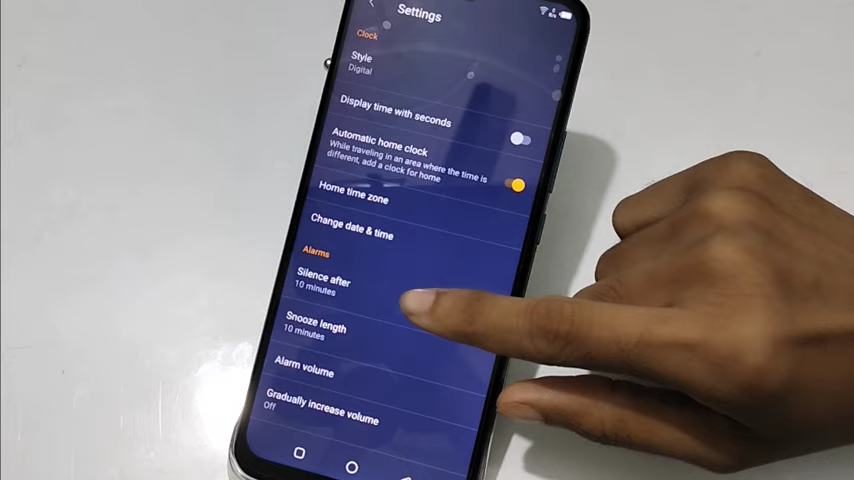 Settings
Clock
Style
Digital
Display time with seconds
Automatic home clock
While traveling in an area where the time is
different, add a clock for home
Home time zone
Change date & time
Alarms
Silence after
10 minutes
Snooze length
10 minutes
Alarm volume
Gradually increase volume
Off